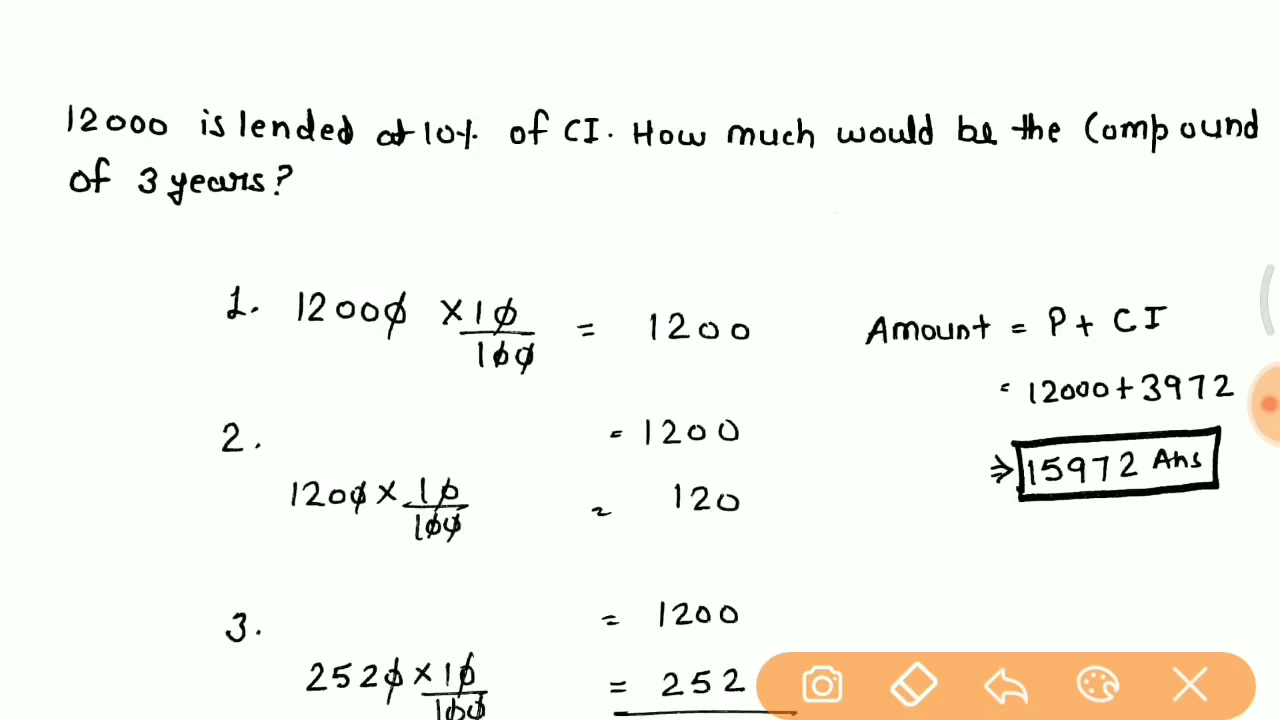 12000 is lended at 10% of CI. How much would be the Compound
of 3 years?
1. 12000 × 10/100 = 1200
Amount = P + CI
= 12000 + 3972
⇒ 15972 Ans
2. = 1200
1200 × 10/100 = 120
3. = 1200
2520 × 10/100 = 252